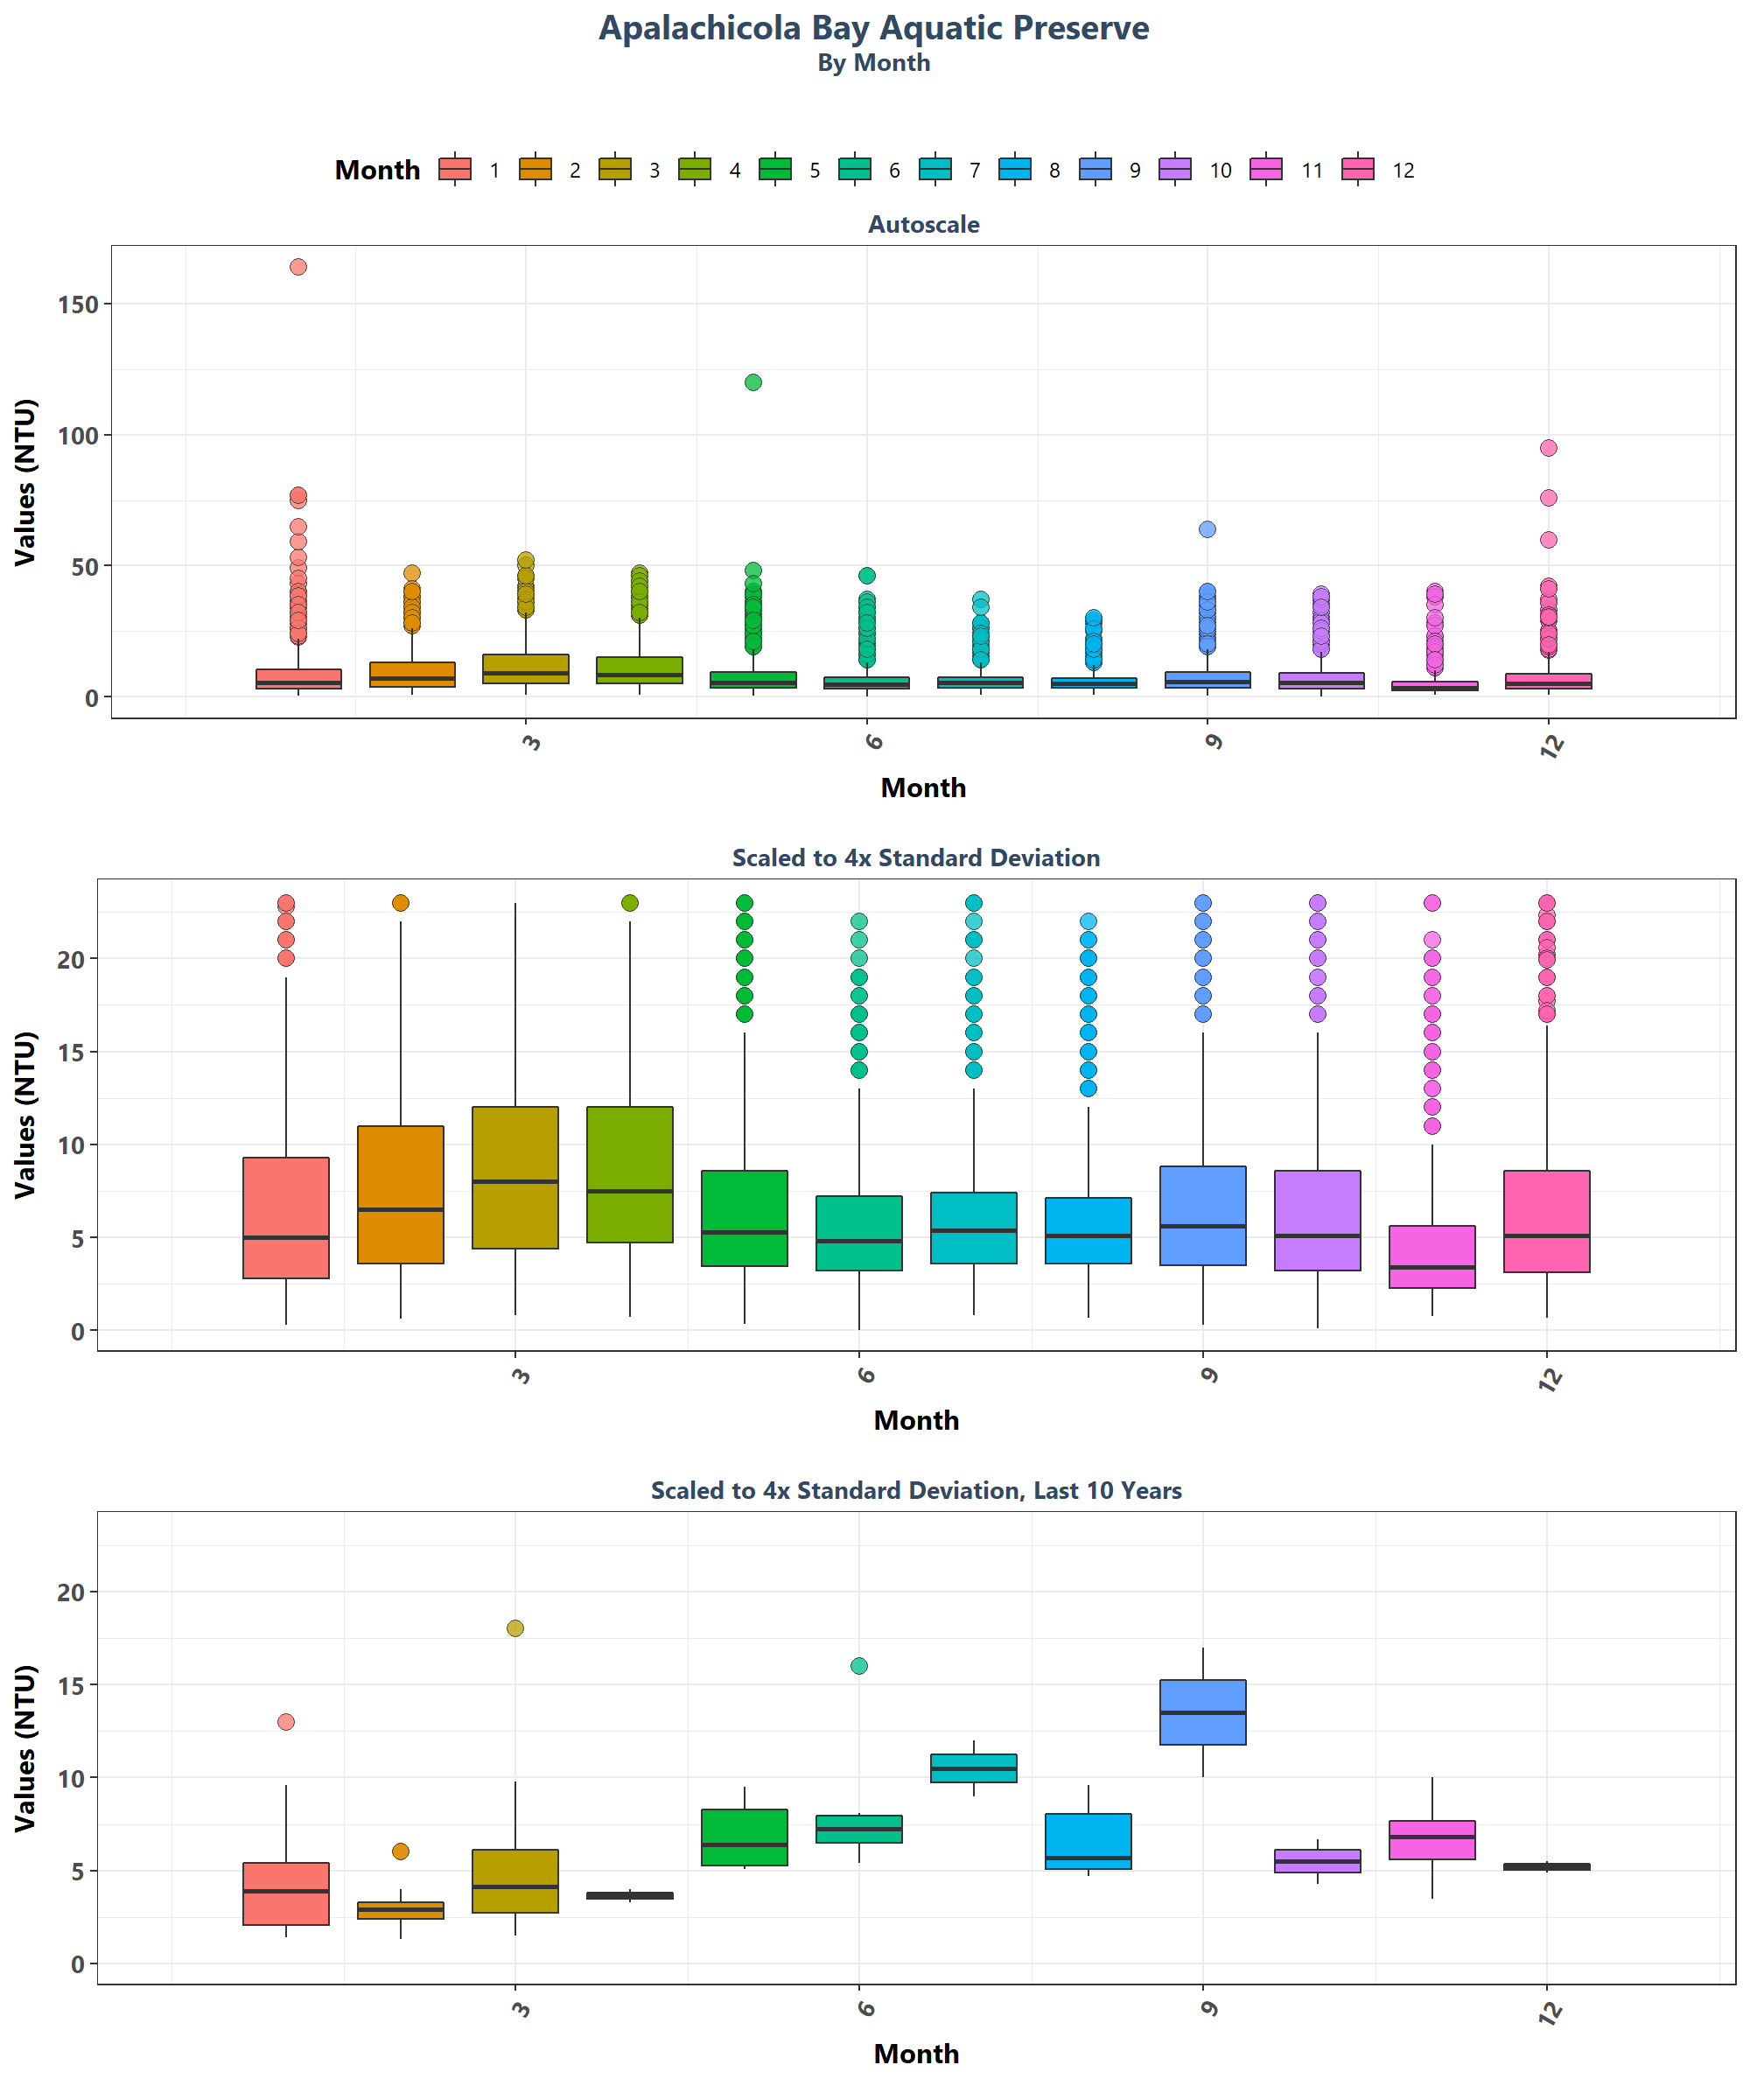 Apalachicola Bay Aquatic Preserve
By Month
Month 1 2 3 4 5 6 7 8 9 10 11 12
Autoscale
Values (NTU)
150
100
50
0
3 6 9 12
Month
Scaled to 4x Standard Deviation
Values (NTU)
20
15
10
5
0
3 6 9 12
Month
Scaled to 4x Standard Deviation, Last 10 Years
Values (NTU)
20
15
10
5
0
3 6 9 12
Month